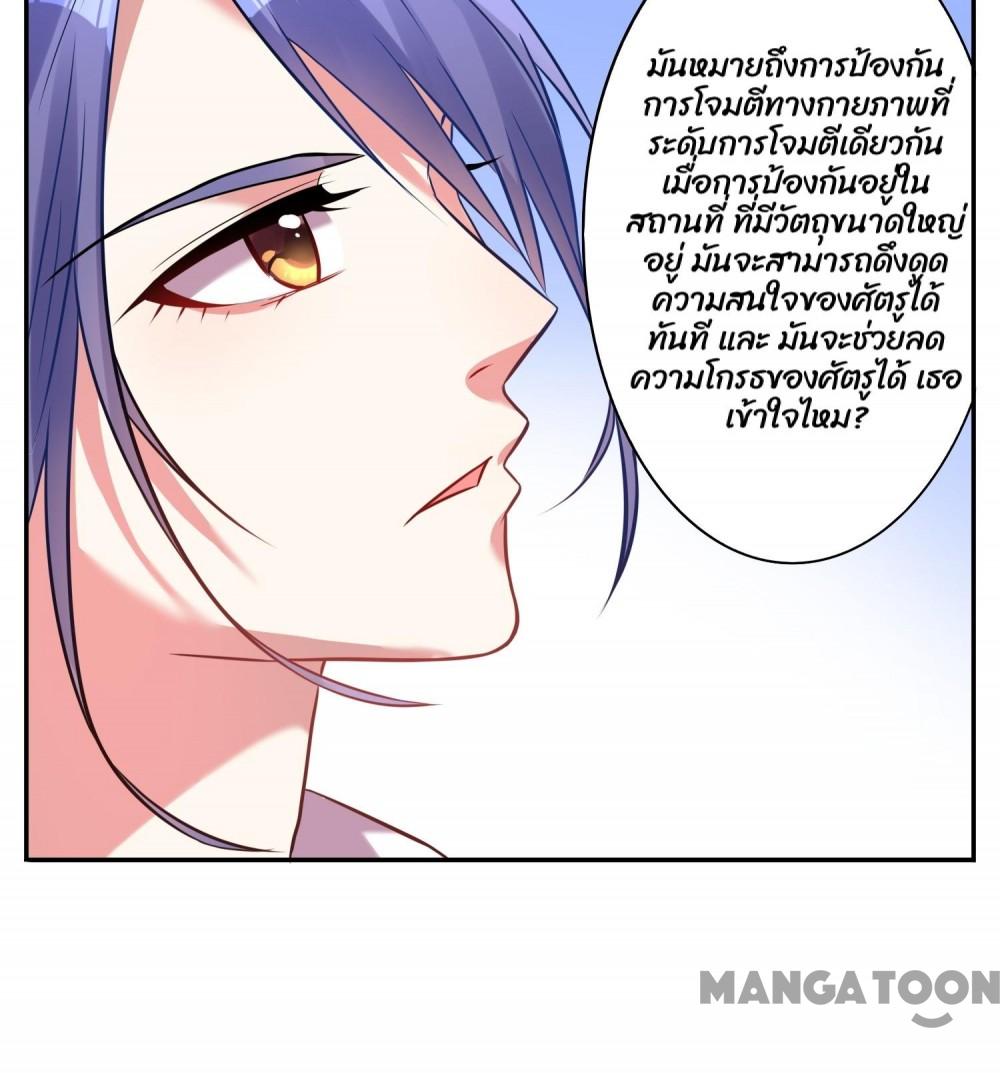 มันหมายถึงการป้องกัน
การโจมตีทางกายภาพที่
ระดับการโจมตีเดียวกัน
เมื่อการป้องกันอยู่ใน
สถานที่ ที่มีวัตถุขนาดใหญ่
อยู่ มันจะสามารถดึงดูด
ความสนใจของศัตรูได้
ทันที และ มันจะช่วยลด
ความโกรธของศัตรูได้ เธอ
เข้าใจไหม?
MANGATOON